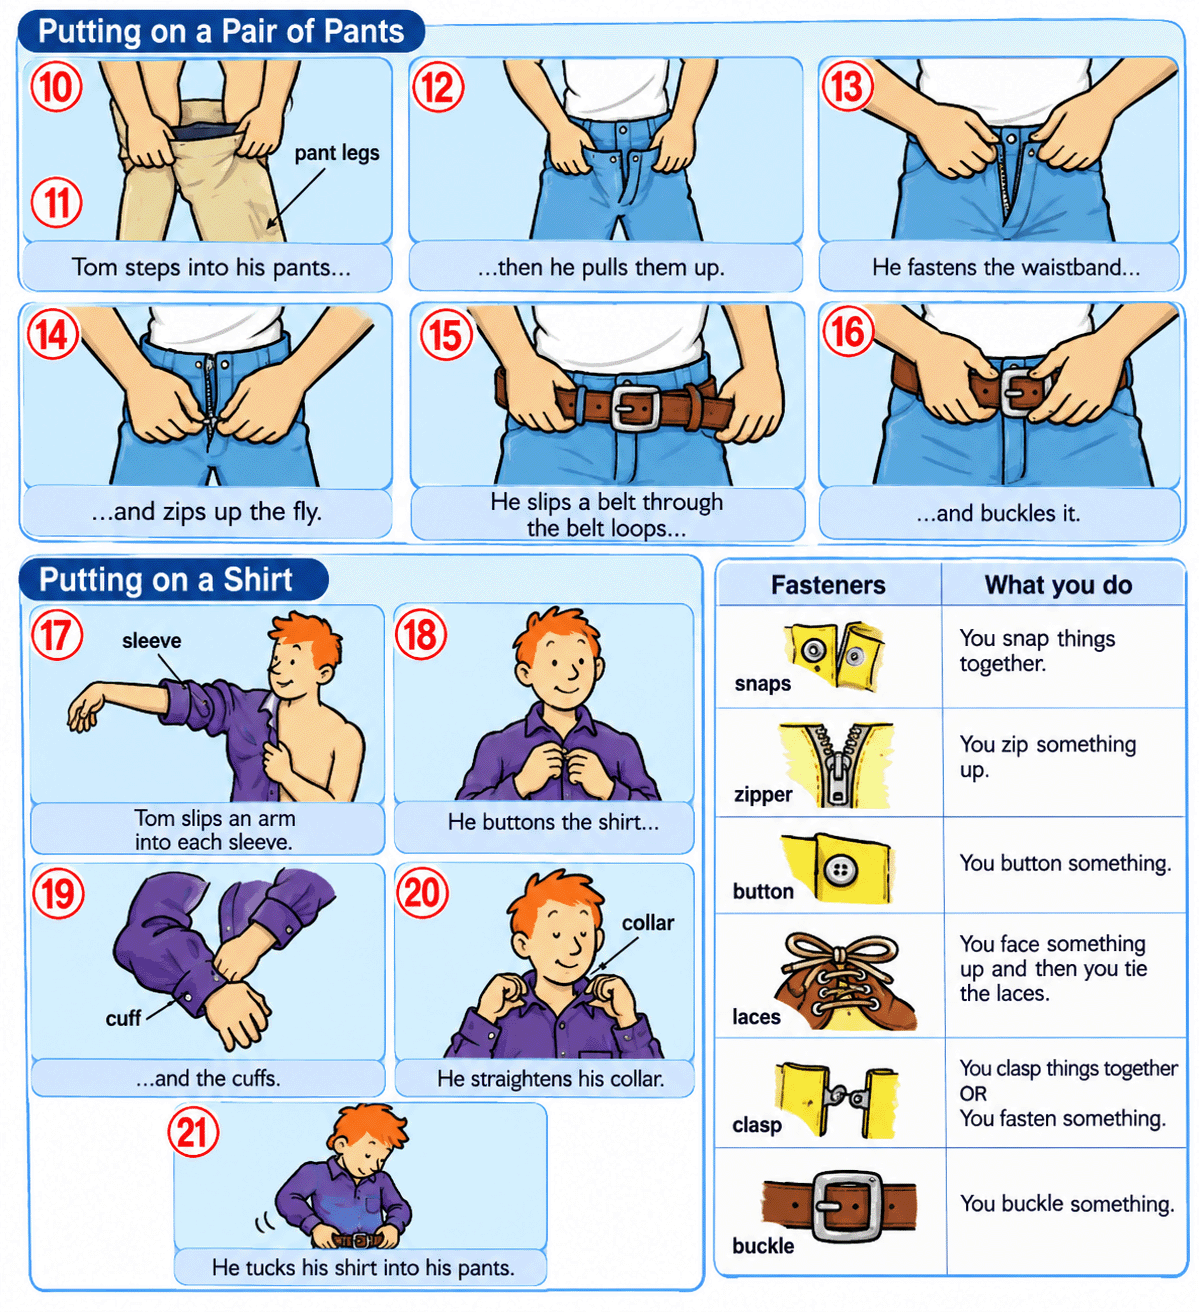 Putting on a Pair of Pants
10
11
pant legs
Tom steps into his pants...
12
...then he pulls them up.
13
He fastens the waistband...
14
...and zips up the fly.
15
He slips a belt through
the belt loops...
16
...and buckles it.
Putting on a Shirt
17
sleeve
Tom slips an arm
into each sleeve.
18
He buttons the shirt...
19
cuff
...and the cuffs.
20
collar
He straightens his collar.
21
He tucks his shirt into his pants.
Fasteners
What you do
snaps
You snap things
together.
zipper
You zip something
up.
button
You button something.
laces
You face something
up and then you tie
the laces.
clasp
You clasp things together
OR
You fasten something.
buckle
You buckle something.